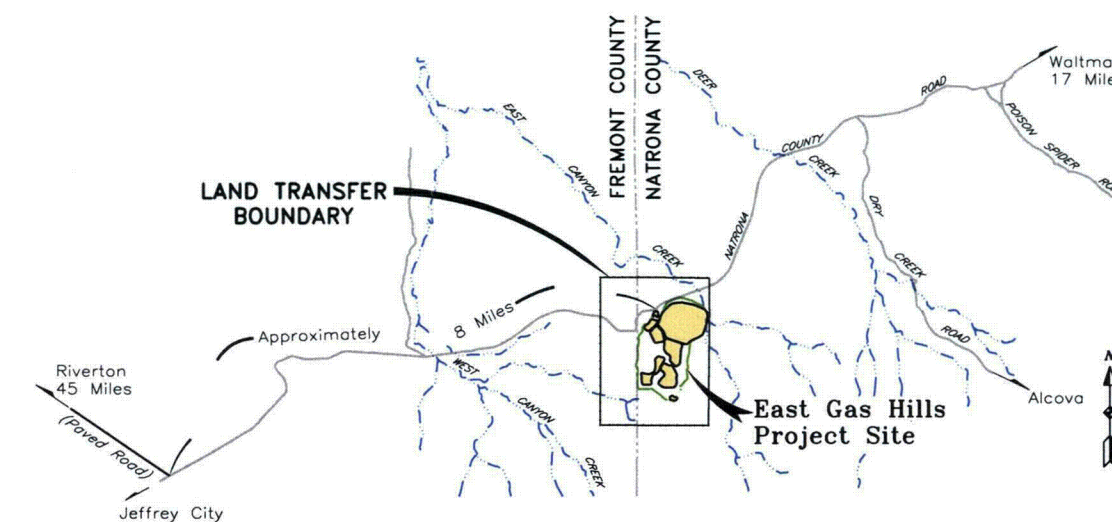 FREMONT COUNTY
NATRONA COUNTY
DEER
CREEK
Waltma
17 Mile
ROAD
COUNTY
NATRONA
POISON
SPIDER
RO
EAST
CANYON
CREEK
DRY
CREEK
ROAD
LAND TRANSFER
BOUNDARY
8 Miles
Approximately
WEST
CANYON
CREEK
Riverton
45 Miles
(Paved Road)
Jeffrey City
East Gas Hills
Project Site
Alcova
N